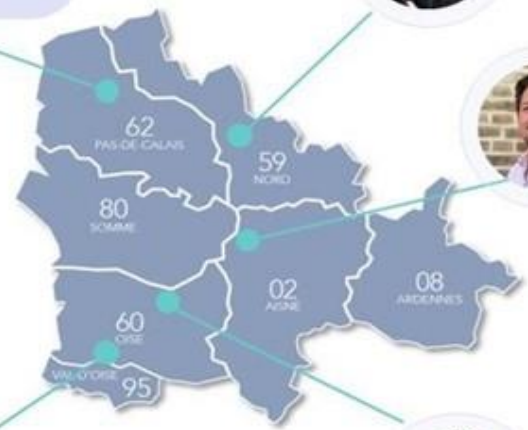 62
PAS-DE-CALAIS
59
NORD
80
SOMME
02
AISNE
08
ARDENNES
60
OISE
VAL-D'OISE 95